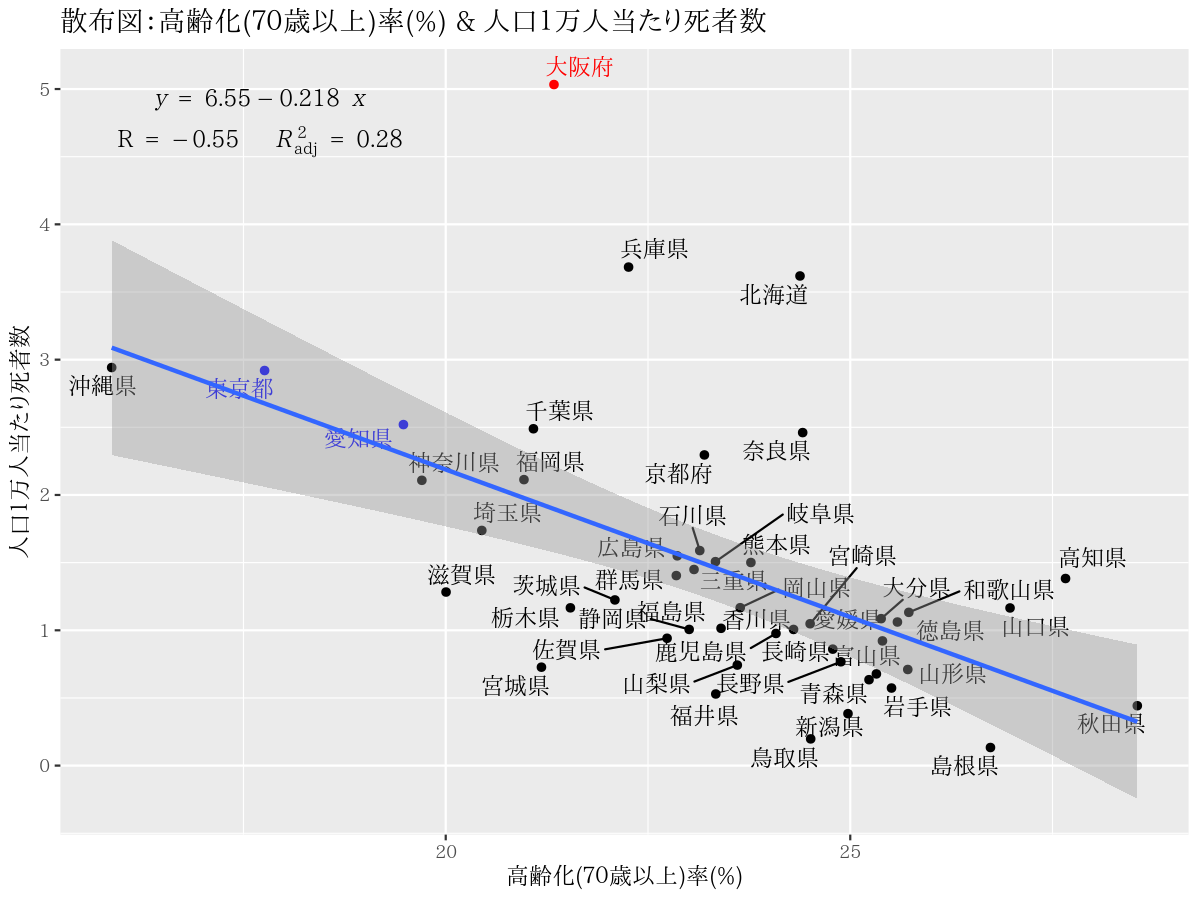 散布図:高齢化(70歳以上)率(%) & 人口1万人当たり死者数
大阪府
5
y = 6.55 − 0.218 x
R = − 0.55 R²adj = 0.28
4
兵庫県
北海道
3
沖縄県
東京都
千葉県
愛知県
奈良県
神奈川県
福岡県
京都府
2
埼玉県
石川県
岐阜県
広島県
熊本県
宮崎県
高知県
滋賀県
茨城県
群馬県
三重県
岡山県
大分県
和歌山県
栃木県
静岡県
福島県
香川県
愛媛県
徳島県
山口県
1
佐賀県
鹿児島県
長崎県
富山県
宮城県
山梨県
長野県
山形県
青森県
岩手県
福井県
新潟県
秋田県
鳥取県
島根県
0
20
25
高齢化(70歳以上)率(%)
人口1万人当たり死者数